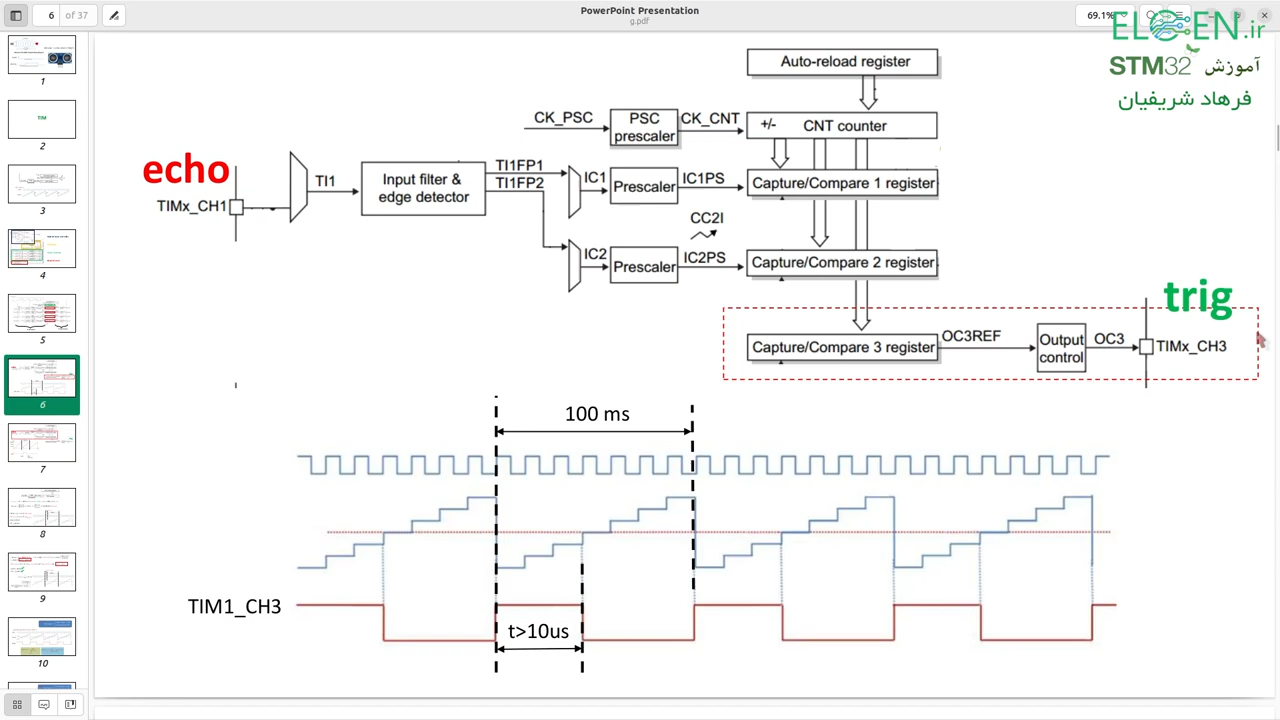 PowerPoint Presentation
g.pdf
6 of 37
69.1%
ELGEN.ir
آموزش STM32
فرهاد شریفیان
1
2
TIM
3
4
5
6
7
8
9
10
Auto-reload register
CK_PSC
PSC prescaler
CK_CNT
+/- CNT counter
echo
TIMx_CH1
TI1
Input filter & edge detector
TI1FP1
TI1FP2
IC1
Prescaler
IC1PS
Capture/Compare 1 register
CC2I
IC2
Prescaler
IC2PS
Capture/Compare 2 register
trig
Capture/Compare 3 register
OC3REF
Output control
OC3
TIMx_CH3
100 ms
TIM1_CH3
t>10us